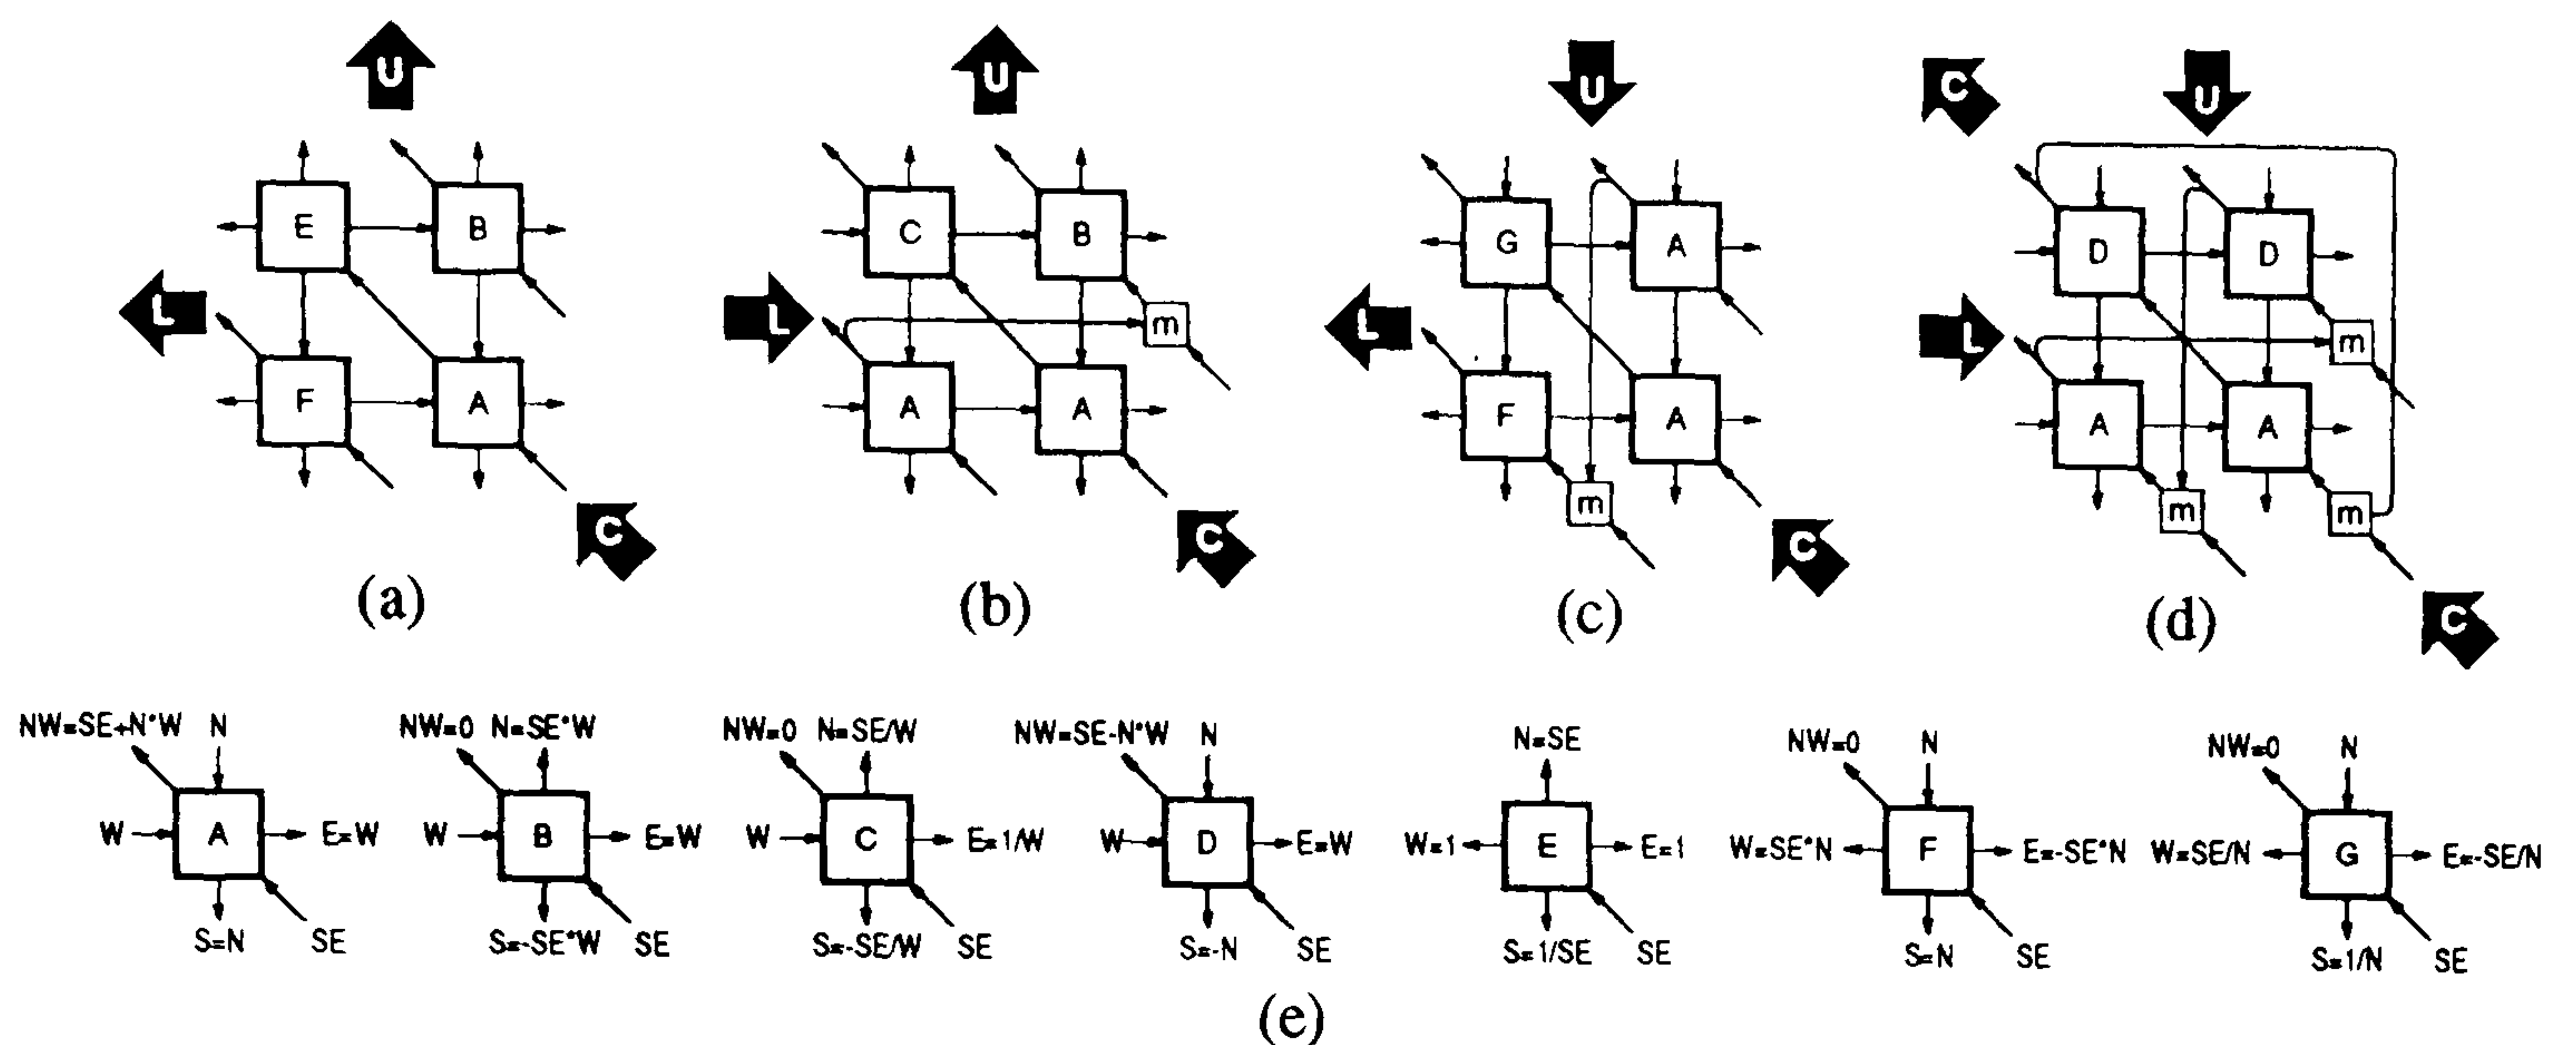 U
U
U
C
U
E
B
C
B
G
A
D
D
L
L
m
L
L
m
F
A
A
A
F
A
A
A
m
m
m
C
C
C
C
(a)
(b)
(c)
(d)
NW=SE+N*W N
W A E=W
S=N SE
NW=0 N=SE*W
W B E=W
S=-SE*W SE
NW=0 N=SE/W
W C E=1/W
S=-SE/W SE
NW=SE-N*W N
W D E=W
S=-N SE
N=SE
W=1 E E=1
S=1/SE SE
NW=0 N
W=SE*N F E=-SE*N
S=N SE
NW=0 N
W=SE/N G E=-SE/N
S=1/N SE
(e)